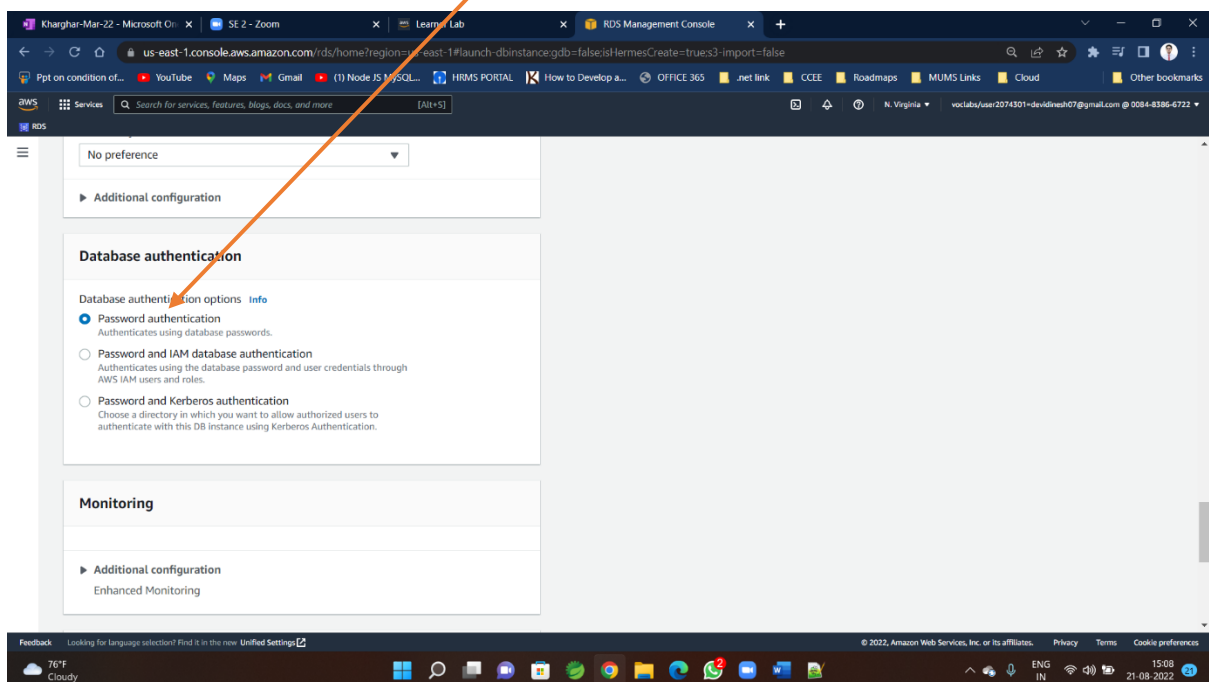 Kharghar-Mar-22 - Microsoft On
SE 2 - Zoom
Learner Lab
RDS Management Console
us-east-1.console.aws.amazon.com/rds/home?region=us-east-1#launch-dbinstance:gdb=false;isHermesCreate=true;s3-import=false
Ppt on condition of...
YouTube
Maps
Gmail
(1) Node JS MySQL...
HRMS PORTAL
How to Develop a...
OFFICE 365
.net link
CCEE
Roadmaps
MUMS Links
Cloud
Other bookmarks
aws
Services
Search for services, features, blogs, docs, and more
[Alt+S]
N. Virginia
voclabs/user2074301=devidinesh07@gmail.com @ 0084-8386-6722
RDS
No preference
Additional configuration
Database authentication
Database authentication options Info
Password authentication
Authenticates using database passwords.
Password and IAM database authentication
Authenticates using the database password and user credentials through
AWS IAM users and roles.
Password and Kerberos authentication
Choose a directory in which you want to allow authorized users to
authenticate with this DB instance using Kerberos Authentication.
Monitoring
Additional configuration
Enhanced Monitoring
Feedback
Looking for language selection? Find it in the new Unified Settings
© 2022, Amazon Web Services, Inc. or its affiliates.
Privacy
Terms
Cookie preferences
76°F
Cloudy
2
ENG
IN
15:08
21-08-2022
21